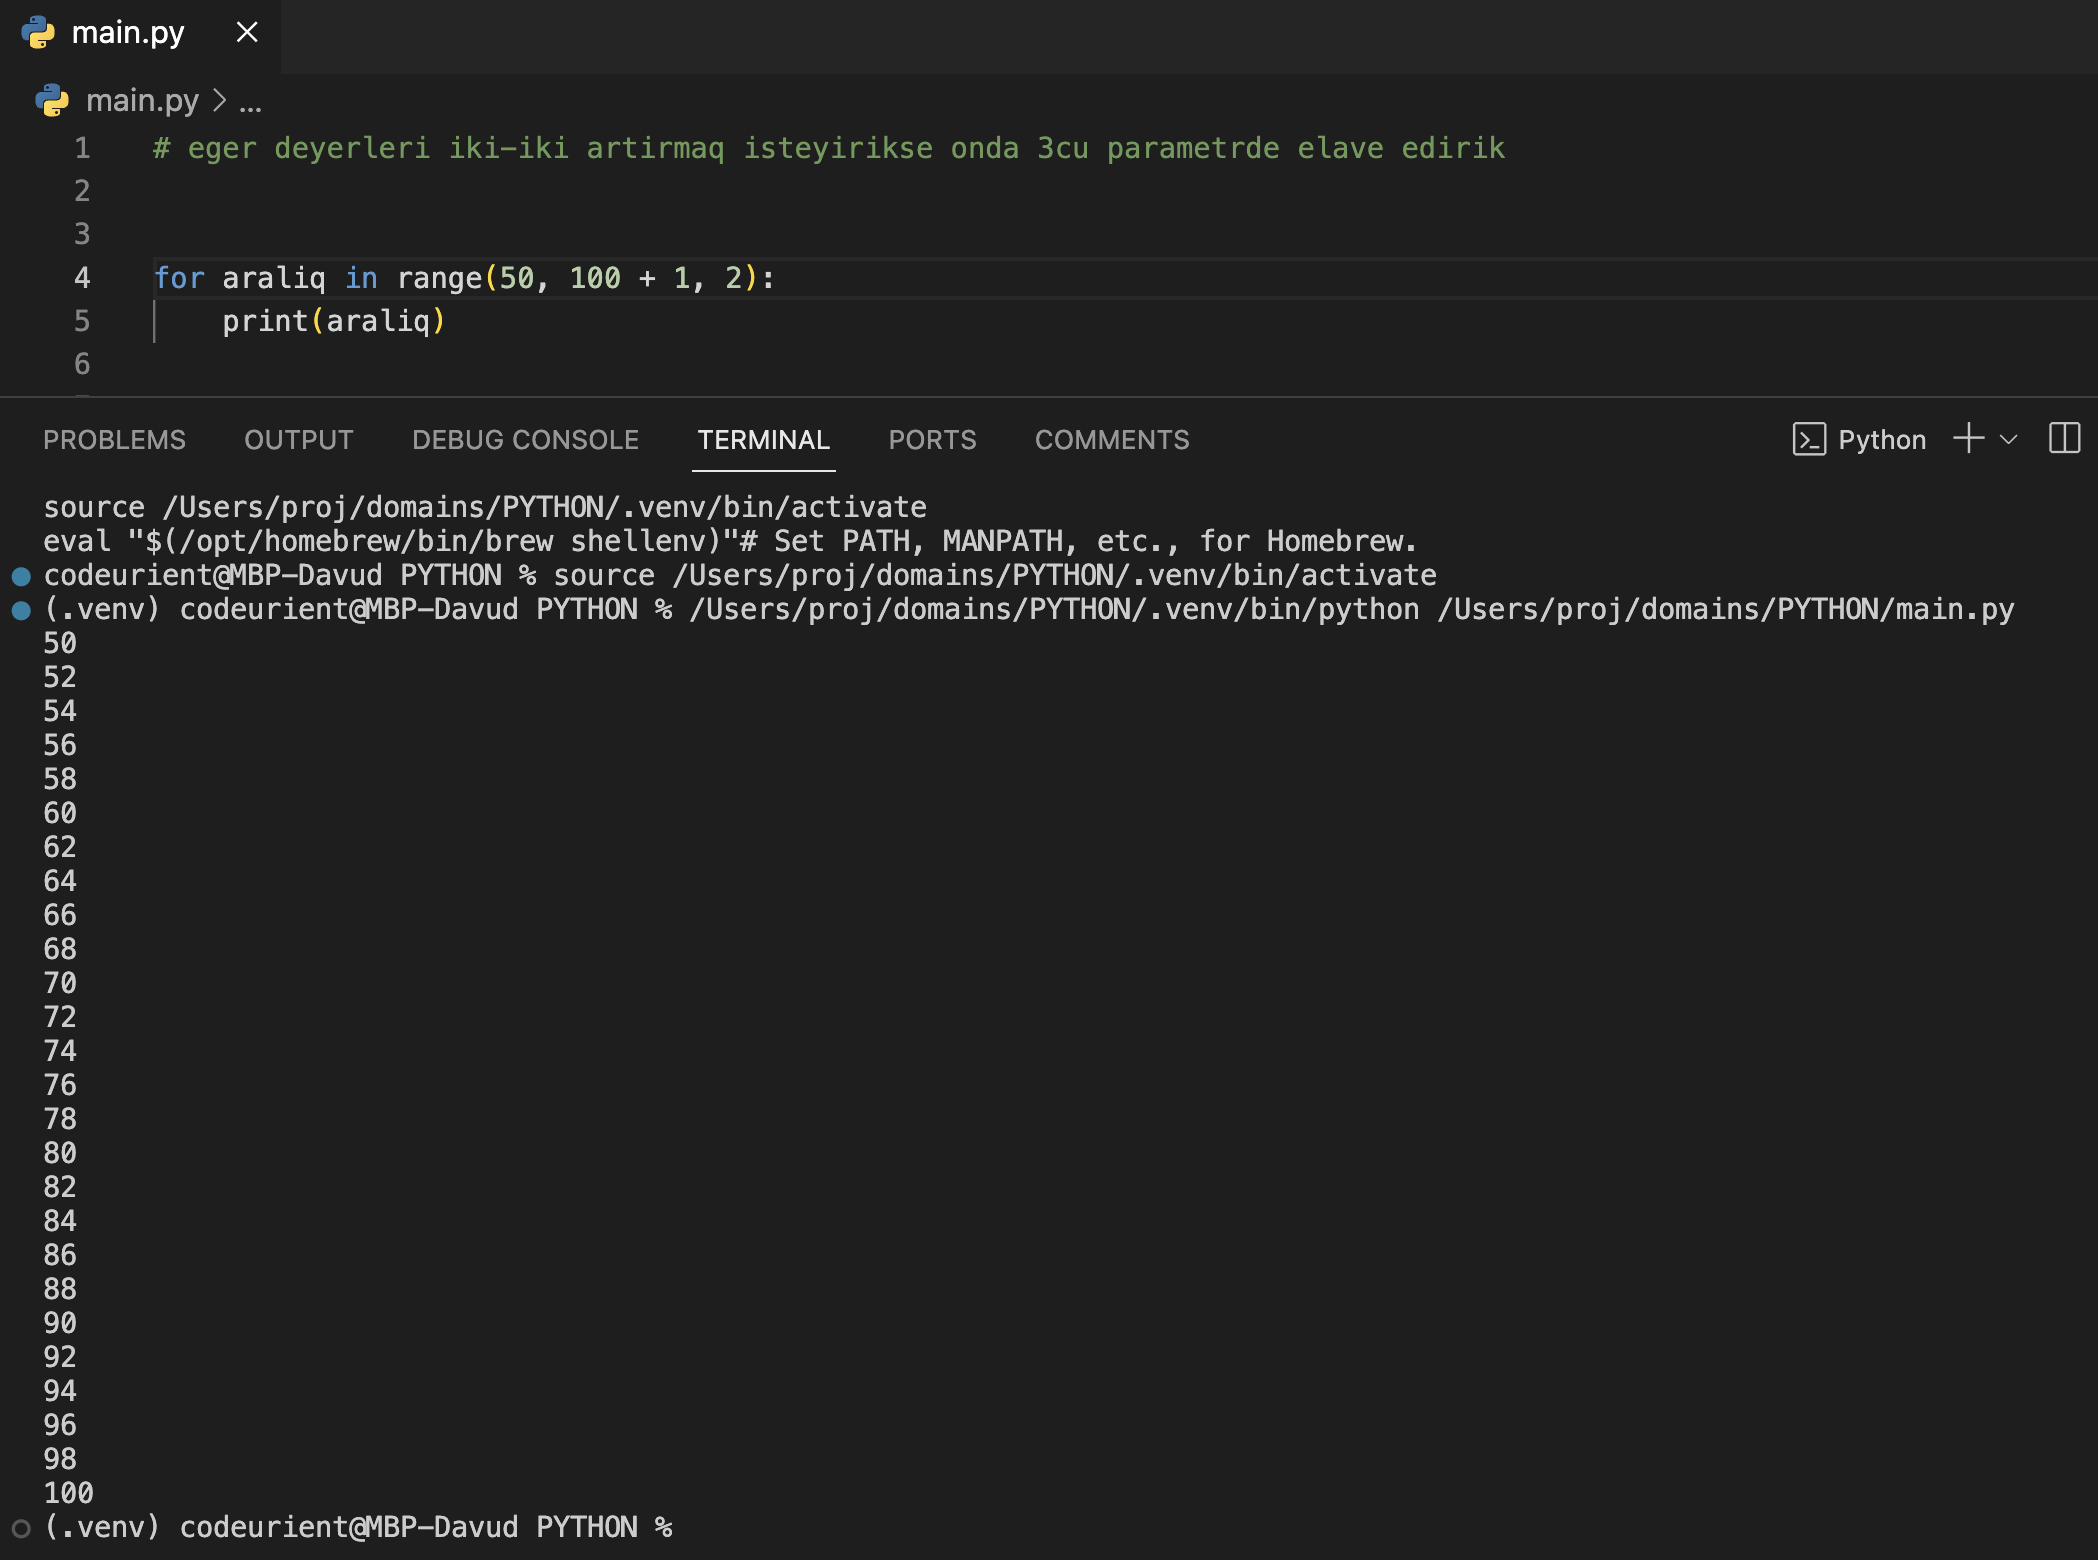 main.py
main.py > ...
1 # eger deyerleri iki-iki artirmaq isteyirikse onda 3cu parametrde elave edirik
2
3
4 for araliq in range(50, 100 + 1, 2):
5     print(araliq)
6
PROBLEMS OUTPUT DEBUG CONSOLE TERMINAL PORTS COMMENTS Python
source /Users/proj/domains/PYTHON/.venv/bin/activate
eval "$(/opt/homebrew/bin/brew shellenv)"# Set PATH, MANPATH, etc., for Homebrew.
codeurient@MBP-Davud PYTHON % source /Users/proj/domains/PYTHON/.venv/bin/activate
(.venv) codeurient@MBP-Davud PYTHON % /Users/proj/domains/PYTHON/.venv/bin/python /Users/proj/domains/PYTHON/main.py
50
52
54
56
58
60
62
64
66
68
70
72
74
76
78
80
82
84
86
88
90
92
94
96
98
100
(.venv) codeurient@MBP-Davud PYTHON %